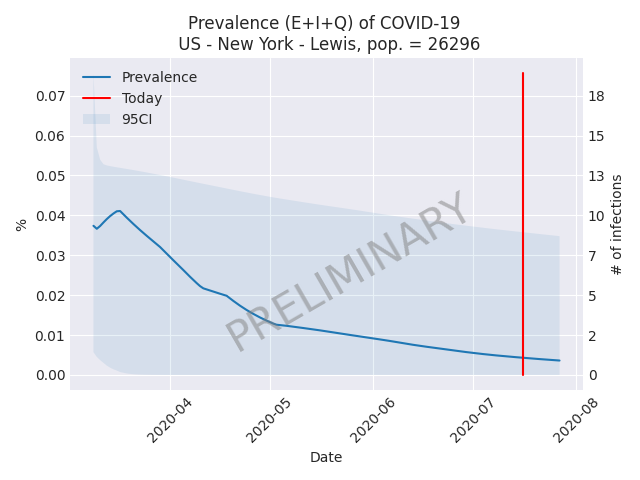 Prevalence (E+I+Q) of COVID-19
US - New York - Lewis, pop. = 26296
Prevalence
Today
95CI
0.07
0.06
0.05
0.04
0.03
0.02
0.01
0.00
%
18
15
13
10
7
5
2
0
# of infections
PRELIMINARY
2020-04
2020-05
2020-06
2020-07
2020-08
Date